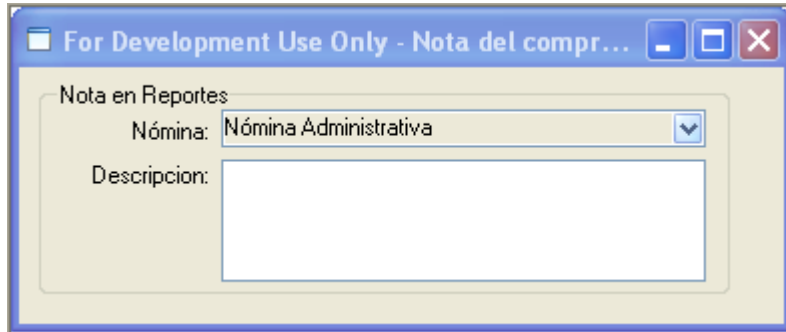 For Development Use Only - Nota del compr...
Nota en Reportes
Nómina: Nómina Administrativa
Descripcion: